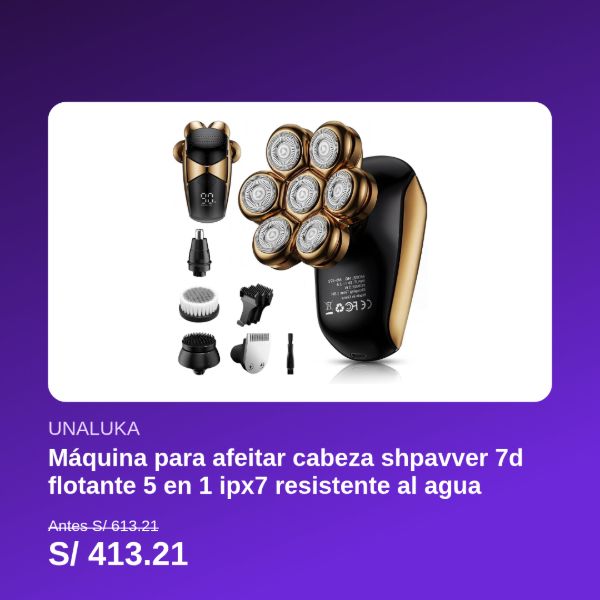 90
UNALUKA
Máquina para afeitar cabeza shpavver 7d
flotante 5 en 1 ipx7 resistente al agua
Antes S/ 613.21
S/ 413.21